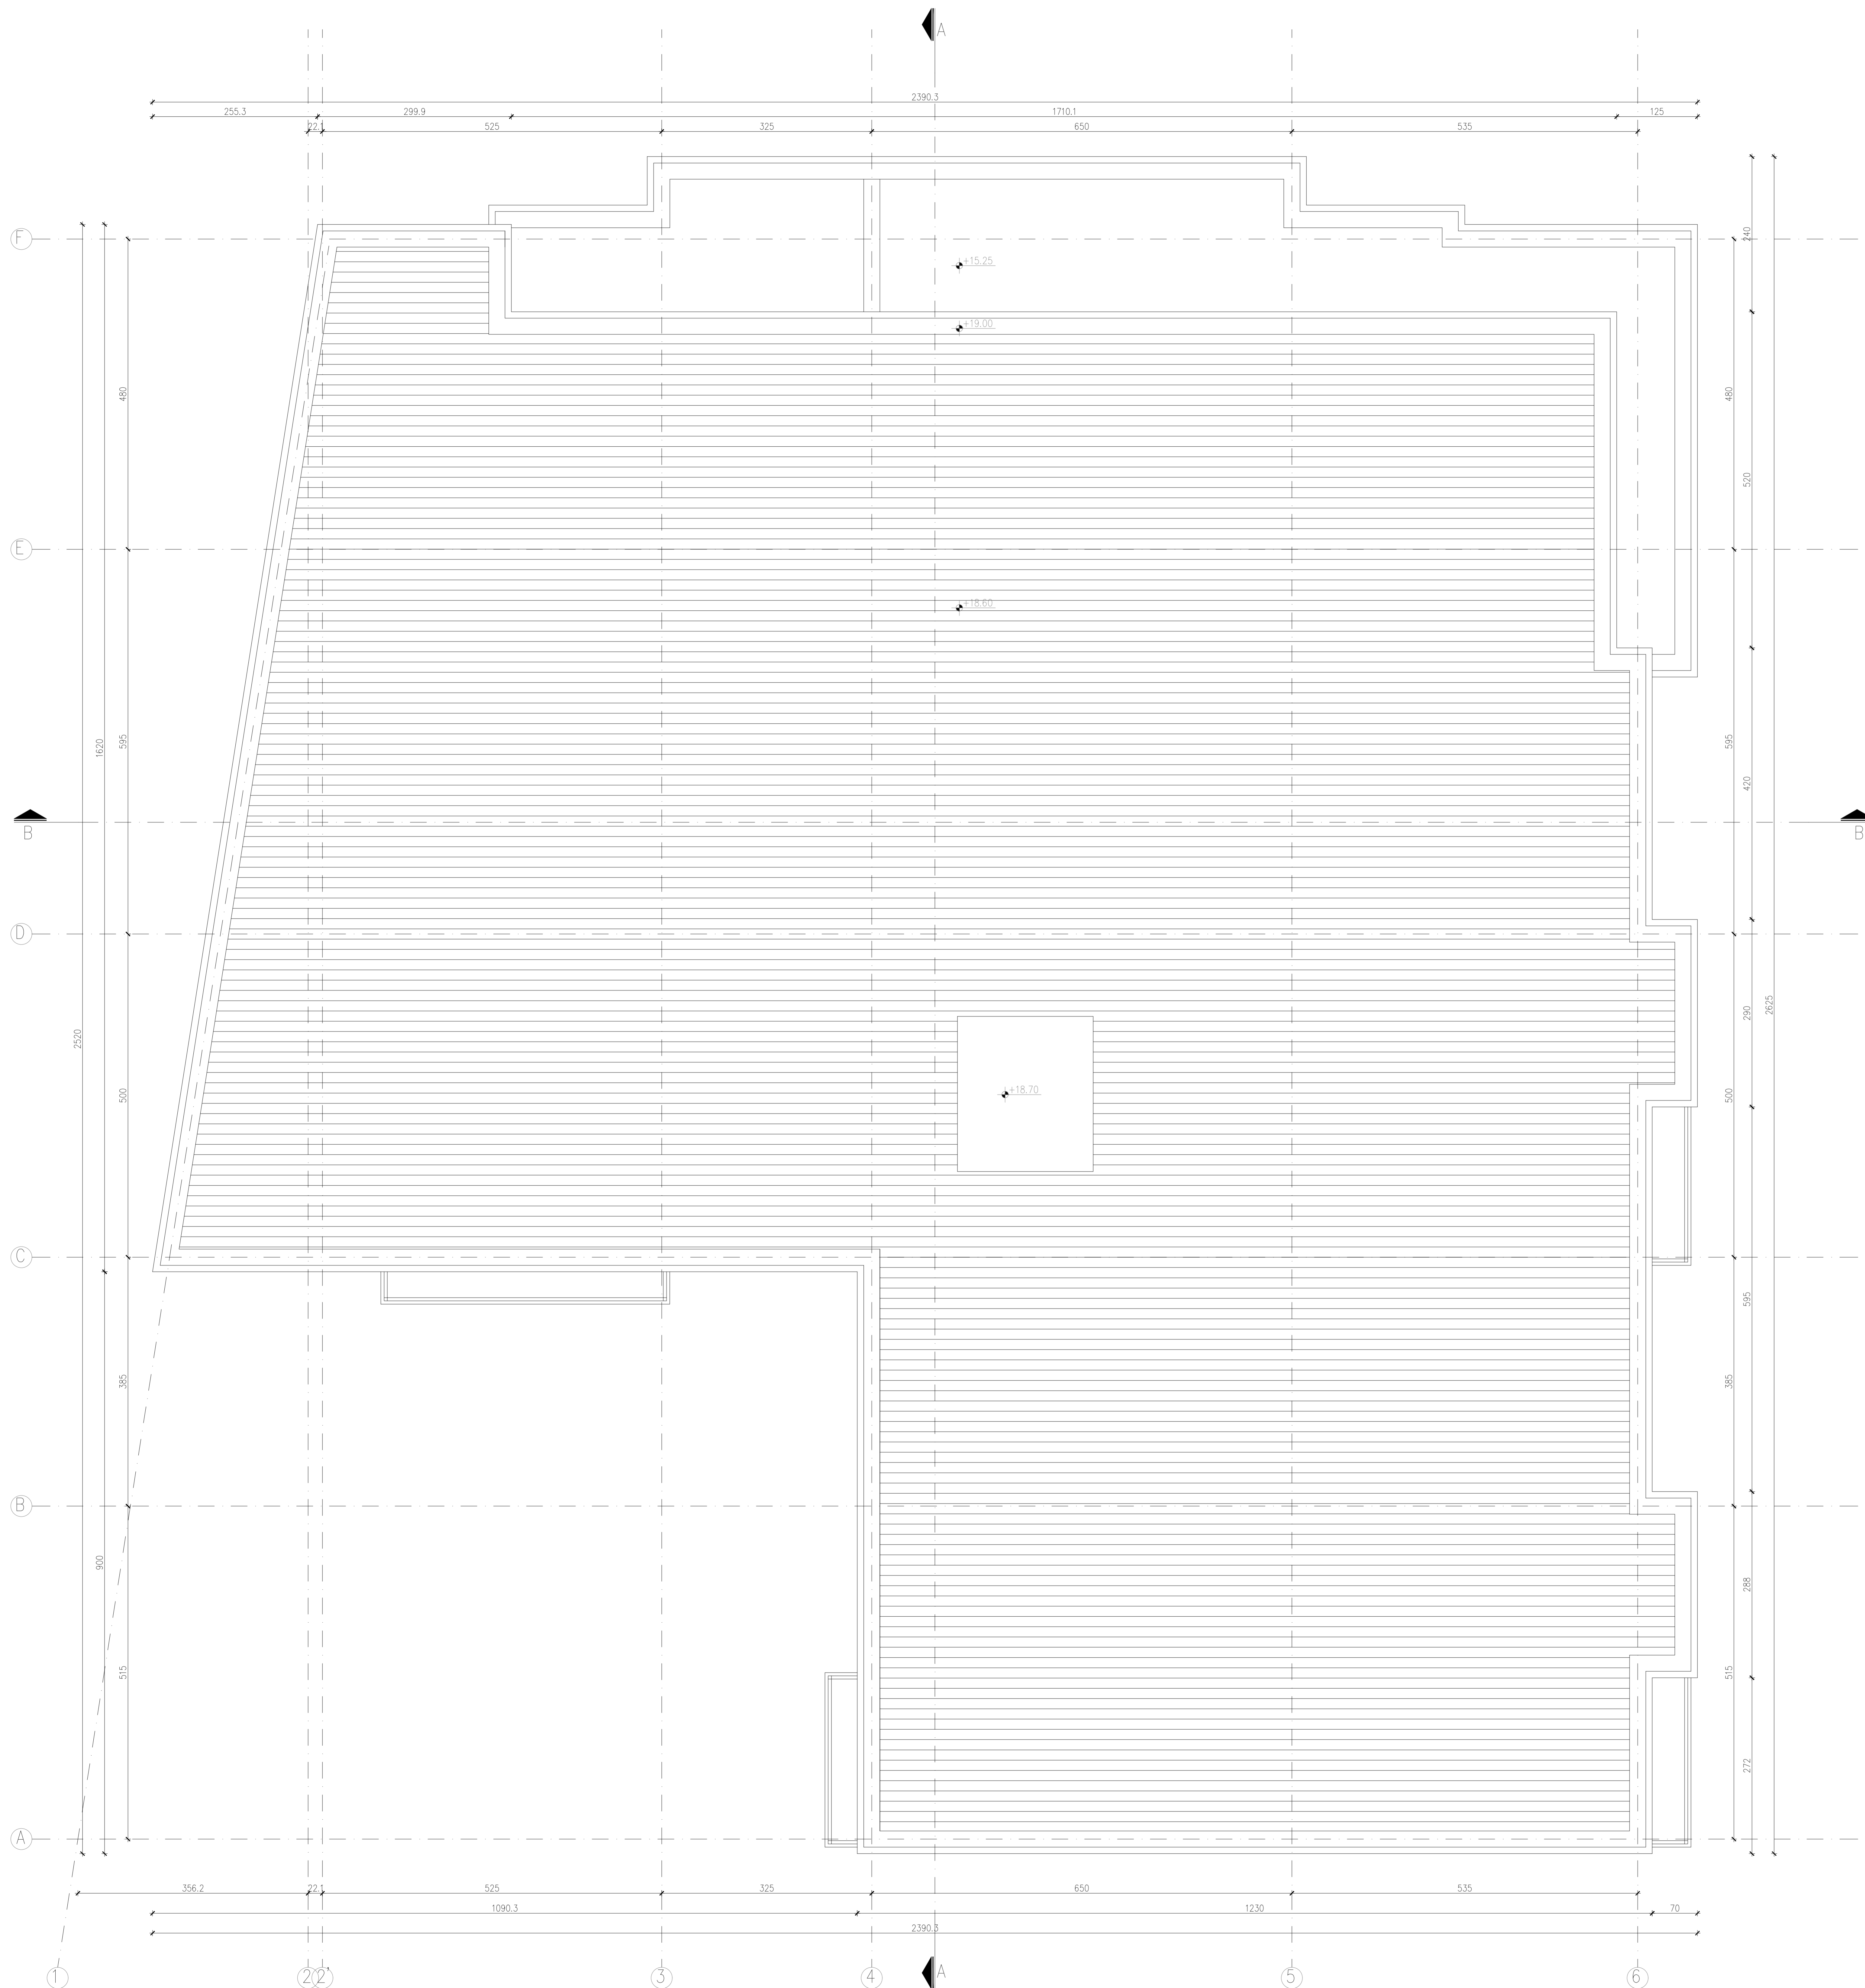 A
2390.3
255.3 299.9 1710.1 125
22.1 525 325 650 535
F
240
+15.25
+19.00
480 480
520
E
+18.60
1620 595 595
420
B B
D
2520 290 2625
500 +18.70 500
C
595
385 385
B
900 288
515 515
272
A
356.2 22.1 525 325 650 535
1090.3 1230 70
2390.3
1 2 2' 3 4 A 5 6